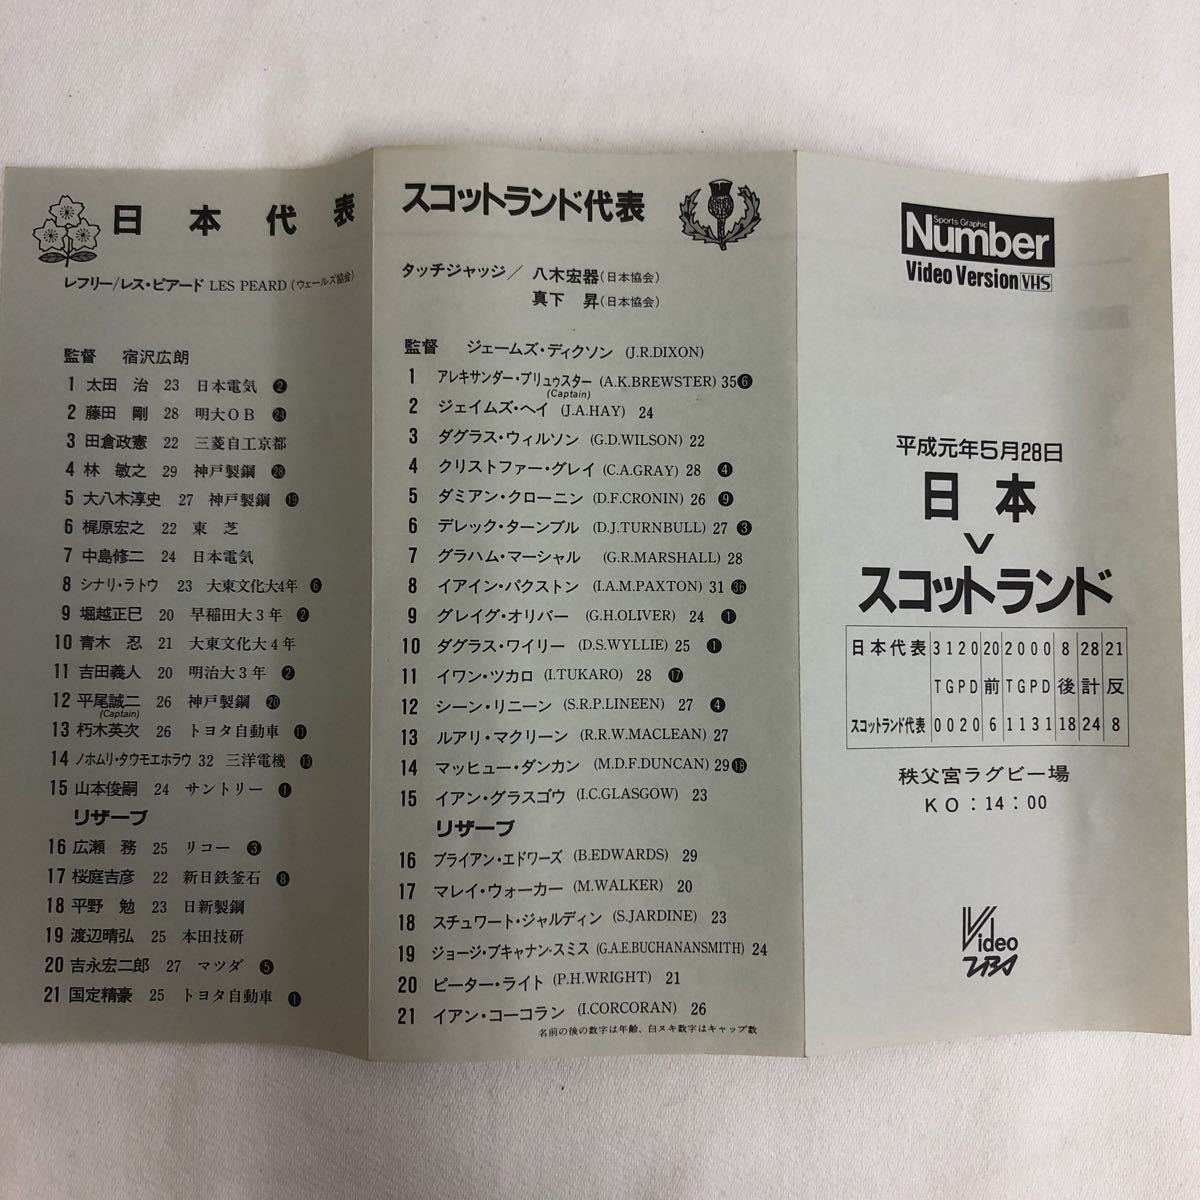 日本代表
レフリー/レス・ピアード LES PEARD (ウェールズ協会)
監督 宿沢広朗
1 太田 治 23 日本電気 ❷
2 藤田 剛 28 明大OB ㉔
3 田倉政憲 22 三菱自工京都
4 林 敏之 29 神戸製鋼 ㉘
5 大八木淳史 27 神戸製鋼 ⓳
6 梶原宏之 22 東 芝
7 中島修二 24 日本電気
8 シナリ・ラトウ 23 大東文化大4年 ❻
9 堀越正巳 20 早稲田大3年 ❷
10 青木 忍 21 大東文化大4年
11 吉田義人 20 明治大3年 ❷
12 平尾誠二 26 神戸製鋼 ⓴
(Captain)
13 朽木英次 26 トヨタ自動車 ⓫
14 ノホムリ・タウモエホラウ 32 三洋電機 ⓭
15 山本俊嗣 24 サントリー ❶
リザーブ
16 広瀬 務 25 リコー ❸
17 桜庭吉彦 22 新日鉄釜石 ❽
18 平野 勉 23 日新製鋼
19 渡辺晴弘 25 本田技研
20 吉永宏二郎 27 マツダ ❺
21 国定精豪 25 トヨタ自動車 ❶
スコットランド代表
タッチジャッジ/ 八木宏器(日本協会)
真下 昇(日本協会)
監督 ジェームズ・ディクソン (J.R.DIXON)
1 アレキサンダー・ブリュゥスター (A.K.BREWSTER) 35❻
(Captain)
2 ジェイムズ・ヘイ (J.A.HAY) 24
3 ダグラス・ウィルソン (G.D.WILSON) 22
4 クリストファー・グレイ (C.A.GRAY) 28 ❹
5 ダミアン・クローニン (D.F.CRONIN) 26 ❾
6 デレック・ターンブル (D.J.TURNBULL) 27 ❸
7 グラハム・マーシャル (G.R.MARSHALL) 28
8 イアイン・パクストン (I.A.M.PAXTON) 31 ㊱
9 グレイグ・オリバー (G.H.OLIVER) 24 ❶
10 ダグラス・ワイリー (D.S.WYLLIE) 25 ❶
11 イワン・ツカロ (I.TUKARO) 28 ⓱
12 シーン・リニーン (S.R.P.LINEEN) 27 ❹
13 ルアリ・マクリーン (R.R.W.MACLEAN) 27
14 マッヒュー・ダンカン (M.D.F.DUNCAN) 29⓲
15 イアン・グラスゴウ (I.C.GLASGOW) 23
リザーブ
16 ブライアン・エドワーズ (B.EDWARDS) 29
17 マレイ・ウォーカー (M.WALKER) 20
18 スチュワート・ジャルディン (S.JARDINE) 23
19 ジョージ・ブキャナン・スミス (G.A.E.BUCHANANSMITH) 24
20 ピーター・ライト (P.H.WRIGHT) 21
21 イアン・コーコラン (I.CORCORAN) 26
名前の後の数字は年齢、白ヌキ数字はキャップ数
Sports Graphic
Number
Video Version VHS
平成元年5月28日
日本
V
スコットランド
日本代表 3 1 2 0 20 2 0 0 0 8 28 21
T G P D 前 T G P D 後 計 反
スコットランド代表 0 0 2 0 6 1 1 3 1 18 24 8
秩父宮ラグビー場
KO:14:00
Video